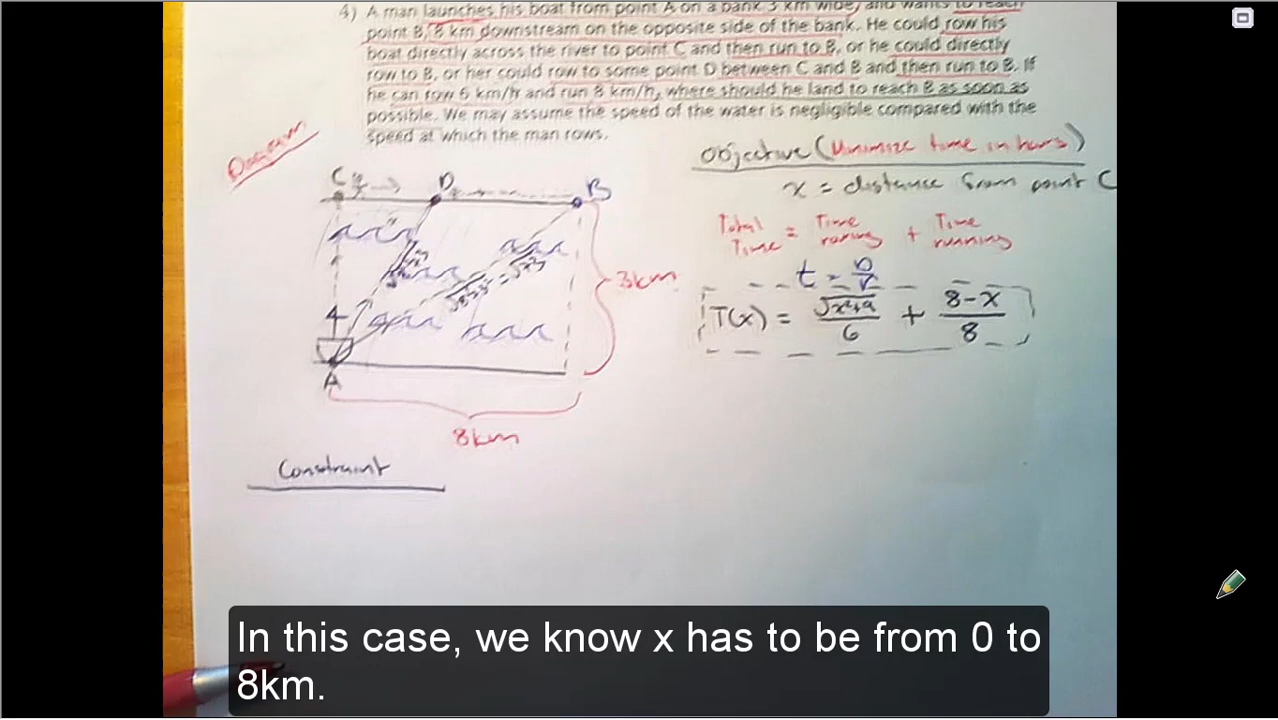 4) A man launches his boat from point A on a bank 3 km wide, and wants to reach
point B, 8 km downstream on the opposite side of the bank. He could row his
boat directly across the river to point C and then run to B, or he could directly
row to B, or her could row to some point D between C and B and then run to B. If
he can row 6 km/hr and run 8 km/h, where should he land to reach B as soon as
possible. We may assume the speed of the water is negligible compared with the
speed at which the man rows.
Diagram
Objective (Minimize time in hours)
x = distance from point C
Total Time = Time rowing + Time running
t = D/r
T(x) = √x²+9/6 + 8-x/8
C
D
B
√8²+3² = √73
3km
A
8km
Constraint
In this case, we know x has to be from 0 to
8km.